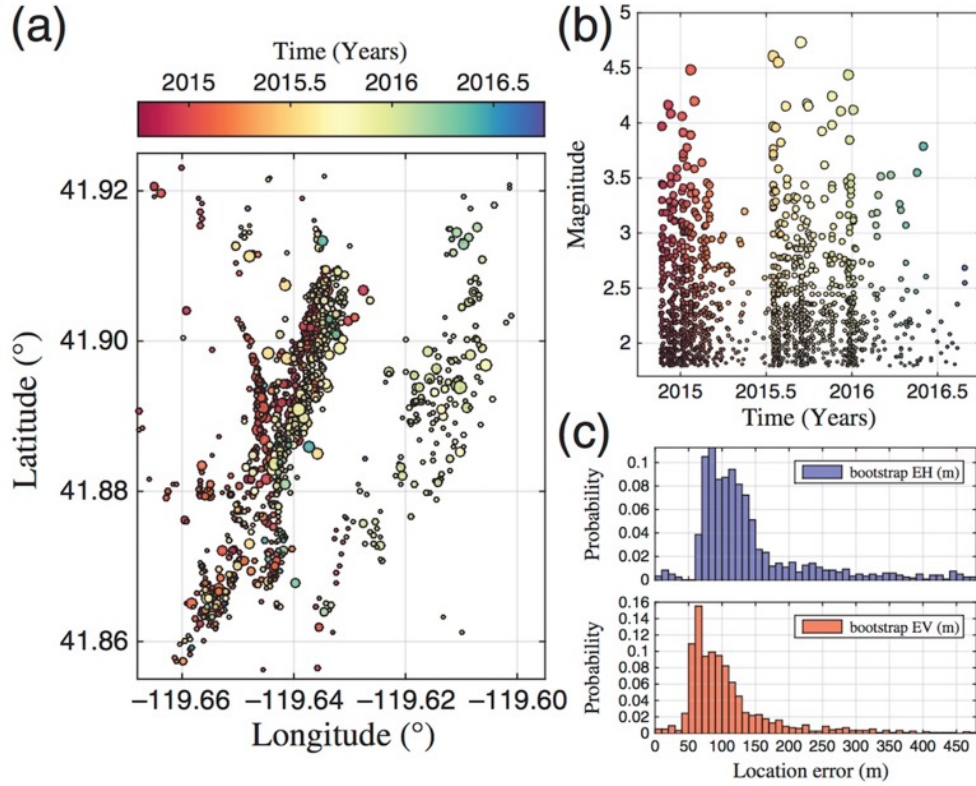 (a)
Time (Years)
2015 2015.5 2016 2016.5
41.92
41.90
41.88
41.86
Latitude (°)
−119.66 −119.64 −119.62 −119.60
Longitude (°)
(b)
5
4.5
4
3.5
3
2.5
2
Magnitude
2015 2015.5 2016 2016.5
Time (Years)
(c)
0.1
0.08
0.06
0.04
0.02
0
Probability
bootstrap EH (m)
0.16
0.14
0.12
0.1
0.08
0.06
0.04
0.02
0
Probability
bootstrap EV (m)
0 50 100 150 200 250 300 350 400 450
Location error (m)